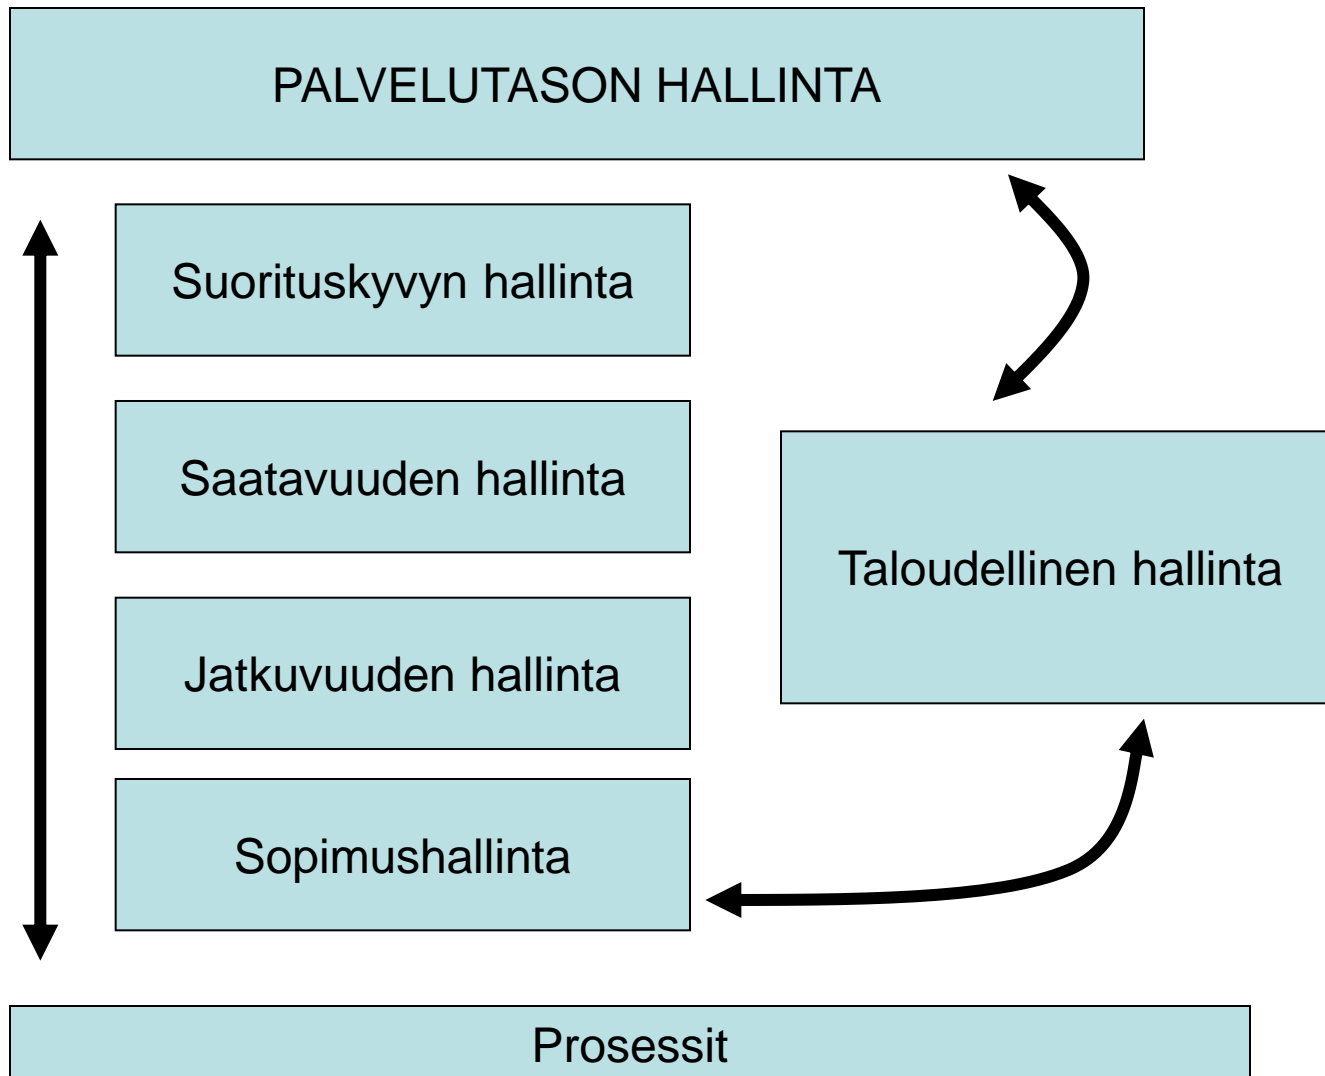 PALVELUTASON HALLINTA
Suorituskyvyn hallinta
Saatavuuden hallinta
Taloudellinen hallinta
Jatkuvuuden hallinta
Sopimushallinta
Prosessit